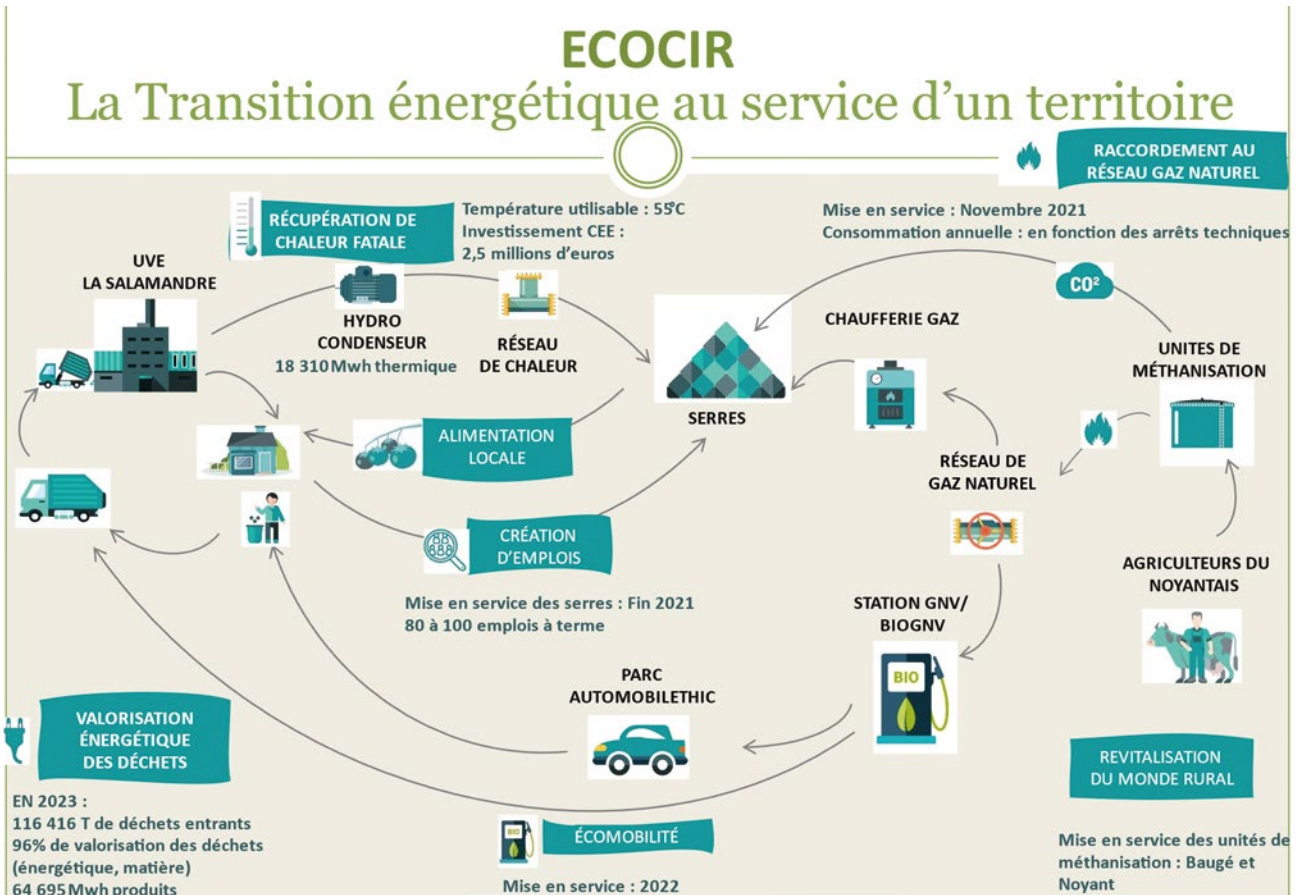 ECOCIR
La Transition énergétique au service d’un territoire
RACCORDEMENT AU
RÉSEAU GAZ NATUREL
Mise en service : Novembre 2021
Consommation annuelle : en fonction des arrêts techniques
RÉCUPÉRATION DE
CHALEUR FATALE
Température utilisable : 55°C
Investissement CEE :
2,5 millions d’euros
UVE
LA SALAMANDRE
HYDRO
CONDENSEUR
18 310 Mwh thermique
RÉSEAU
DE CHALEUR
SERRES
CHAUFFERIE GAZ
CO²
UNITES DE
MÉTHANISATION
ALIMENTATION
LOCALE
RÉSEAU DE
GAZ NATUREL
CRÉATION
D’EMPLOIS
Mise en service des serres : Fin 2021
80 à 100 emplois à terme
AGRICULTEURS DU
NOYANTAIS
STATION GNV/
BIOGNV
BIO
PARC
AUTOMOBILETHIC
VALORISATION
ÉNERGÉTIQUE
DES DÉCHETS
EN 2023 :
116 416 T de déchets entrants
96% de valorisation des déchets
(énergétique, matière)
64 695 Mwh produits
BIO
ÉCOMOBILITÉ
Mise en service : 2022
REVITALISATION
DU MONDE RURAL
Mise en service des unités de
méthanisation : Baugé et
Noyant